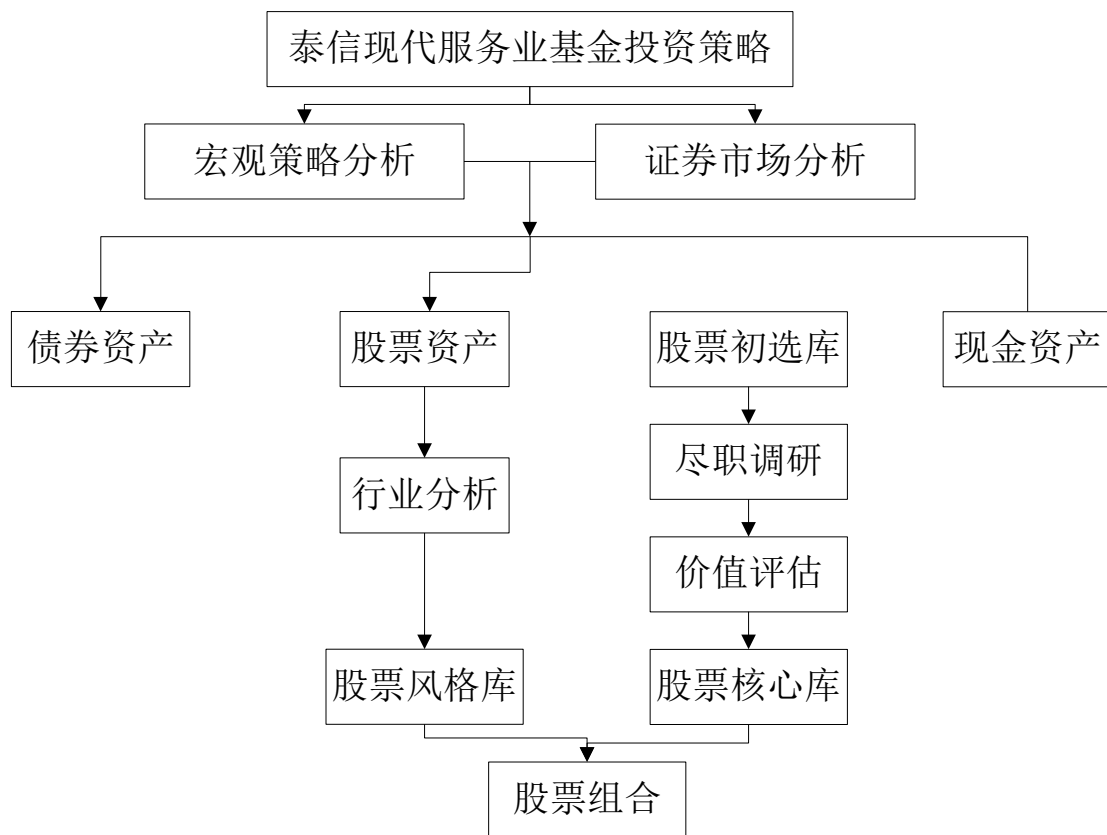 泰信现代服务业基金投资策略
宏观策略分析
证券市场分析
债券资产
股票资产
股票初选库
现金资产
尽职调研
行业分析
价值评估
股票风格库
股票核心库
股票组合